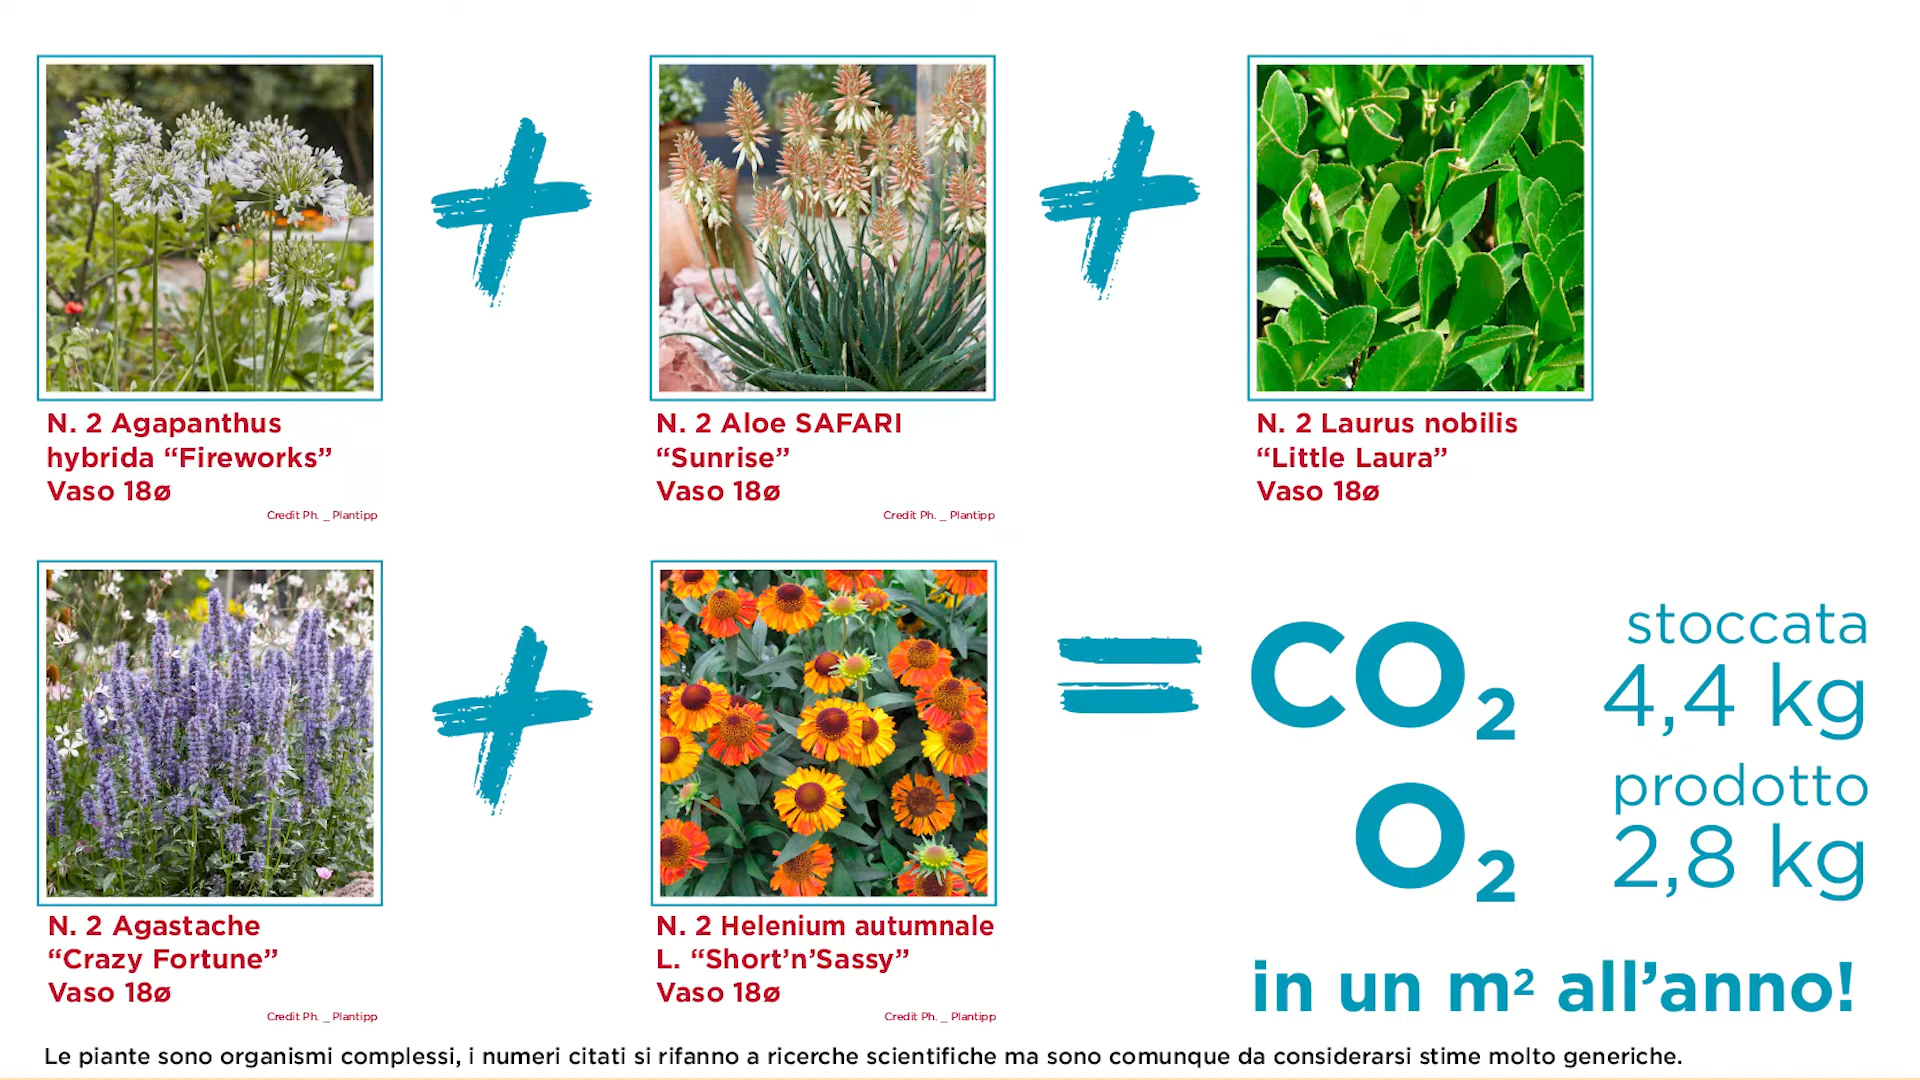 N. 2 Agapanthus
hybrida “Fireworks”
Vaso 18ø
Credit Ph. _ Plantipp
N. 2 Aloe SAFARI
“Sunrise”
Vaso 18ø
Credit Ph. _ Plantipp
N. 2 Laurus nobilis
“Little Laura”
Vaso 18ø
N. 2 Agastache
“Crazy Fortune”
Vaso 18ø
Credit Ph. _ Plantipp
N. 2 Helenium autumnale
L. “Short’n’Sassy”
Vaso 18ø
Credit Ph. _ Plantipp
CO₂ stoccata
4,4 kg
O₂ prodotto
2,8 kg
in un m² all’anno!
Le piante sono organismi complessi, i numeri citati si rifanno a ricerche scientifiche ma sono comunque da considerarsi stime molto generiche.